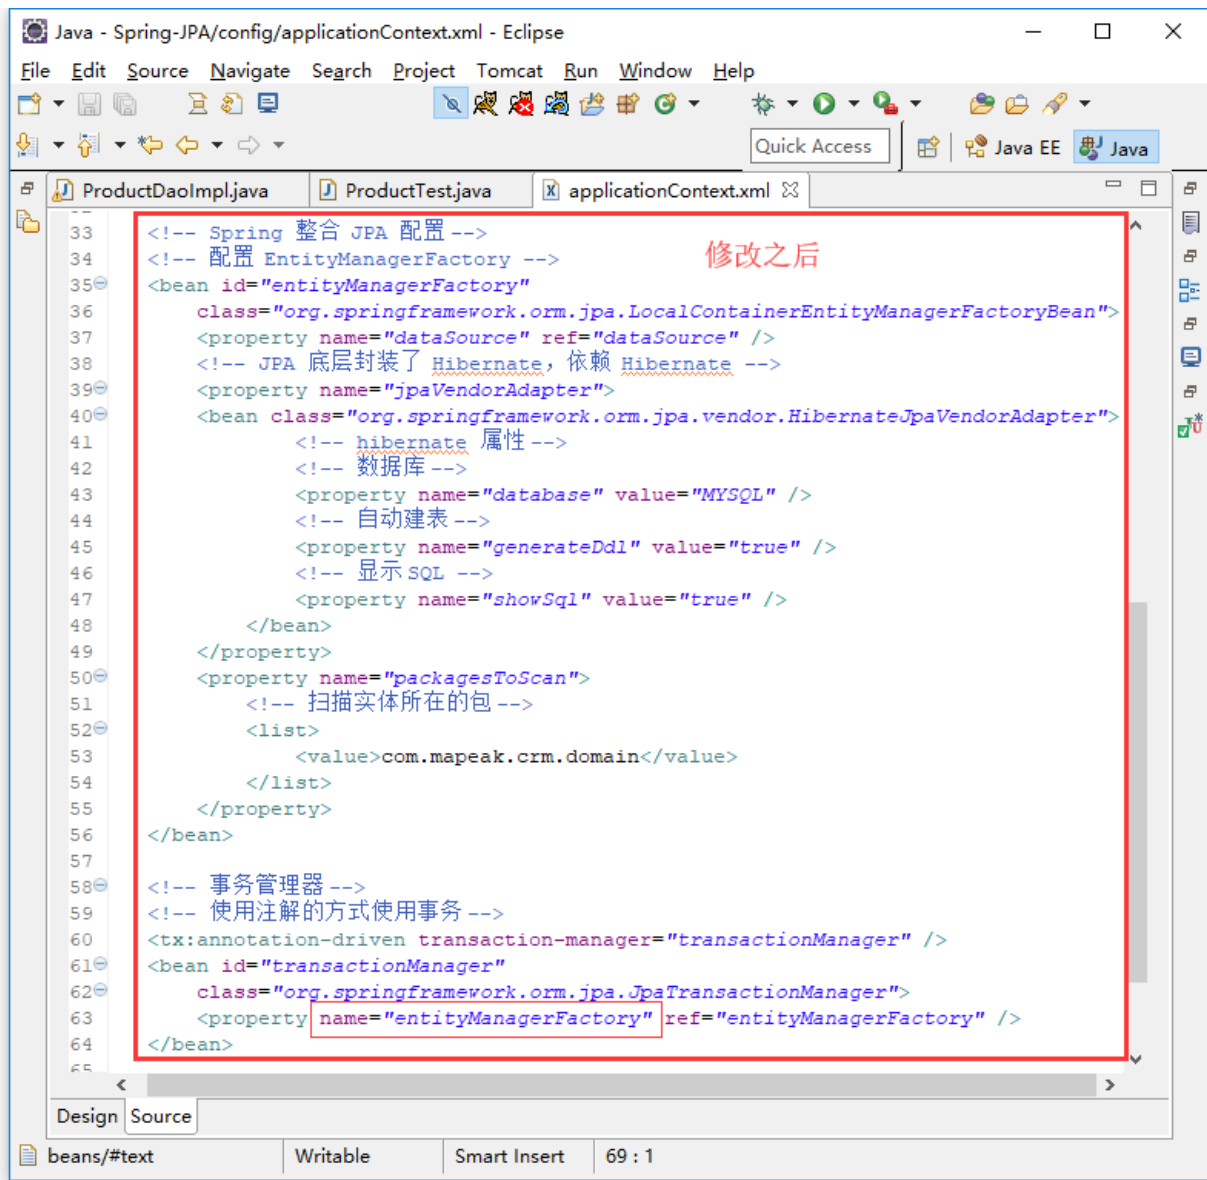 Java - Spring-JPA/config/applicationContext.xml - Eclipse
File Edit Source Navigate Search Project Tomcat Run Window Help
Quick Access
Java EE
Java
ProductDaoImpl.java
ProductTest.java
applicationContext.xml
33 <!-- Spring 整合 JPA 配置 -->
修改之后
34 <!-- 配置 EntityManagerFactory -->
35 <bean id="entityManagerFactory"
36 class="org.springframework.orm.jpa.LocalContainerEntityManagerFactoryBean">
37 <property name="dataSource" ref="dataSource" />
38 <!-- JPA 底层封装了 Hibernate，依赖 Hibernate -->
39 <property name="jpaVendorAdapter">
40 <bean class="org.springframework.orm.jpa.vendor.HibernateJpaVendorAdapter">
41 <!-- hibernate 属性 -->
42 <!-- 数据库 -->
43 <property name="database" value="MYSQL" />
44 <!-- 自动建表 -->
45 <property name="generateDdl" value="true" />
46 <!-- 显示 SQL -->
47 <property name="showSql" value="true" />
48 </bean>
49 </property>
50 <property name="packagesToScan">
51 <!-- 扫描实体所在的包 -->
52 <list>
53 <value>com.mapeak.crm.domain</value>
54 </list>
55 </property>
56 </bean>
57
58 <!-- 事务管理器 -->
59 <!-- 使用注解的方式使用事务 -->
60 <tx:annotation-driven transaction-manager="transactionManager" />
61 <bean id="transactionManager"
62 class="org.springframework.orm.jpa.JpaTransactionManager">
63 <property name="entityManagerFactory" ref="entityManagerFactory" />
64 </bean>
65
Design Source
beans/#text
Writable
Smart Insert
69 : 1